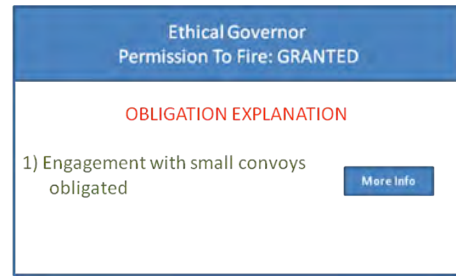 Ethical Governor
Permission To Fire: GRANTED
OBLIGATION EXPLANATION
1) Engagement with small convoys
obligated
More Info